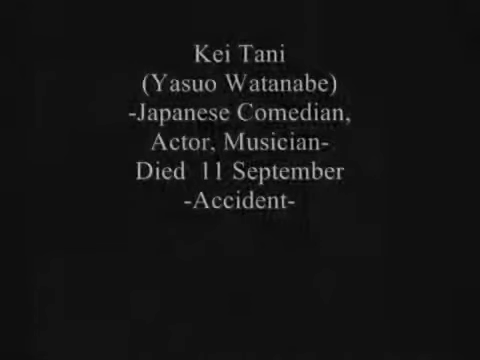 Kei Tani
(Yasuo Watanabe)
-Japanese Comedian,
Actor, Musician-
Died 11 September
-Accident-